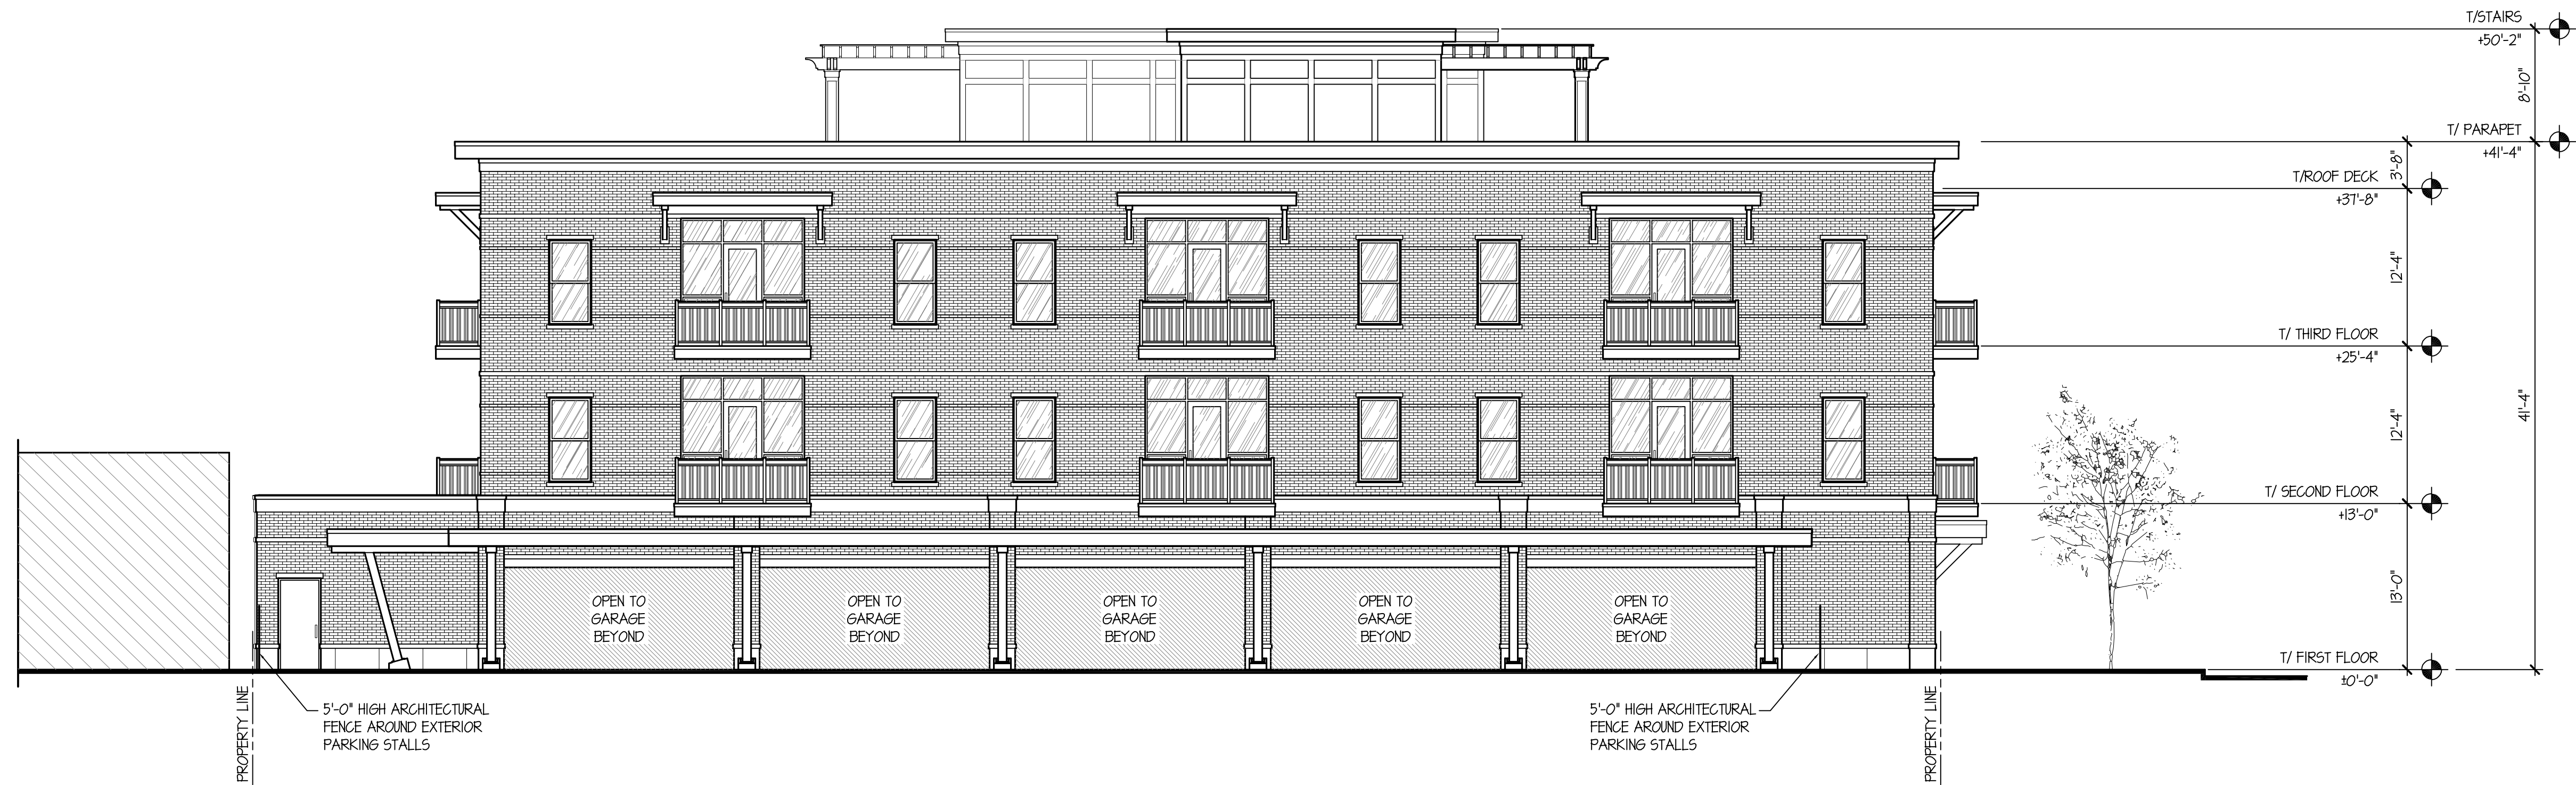 T/STAIRS
+50'-2"
8'-10"
T/ PARAPET
+41'-4"
3'-8"
T/ROOF DECK
+37'-8"
12'-4"
T/ THIRD FLOOR
+25'-4"
12'-4"
41'-4"
T/ SECOND FLOOR
+13'-0"
13'-0"
OPEN TO
GARAGE
BEYOND
OPEN TO
GARAGE
BEYOND
OPEN TO
GARAGE
BEYOND
OPEN TO
GARAGE
BEYOND
OPEN TO
GARAGE
BEYOND
T/ FIRST FLOOR
±0'-0"
PROPERTY LINE
5'-0" HIGH ARCHITECTURAL
FENCE AROUND EXTERIOR
PARKING STALLS
5'-0" HIGH ARCHITECTURAL
FENCE AROUND EXTERIOR
PARKING STALLS
PROPERTY LINE